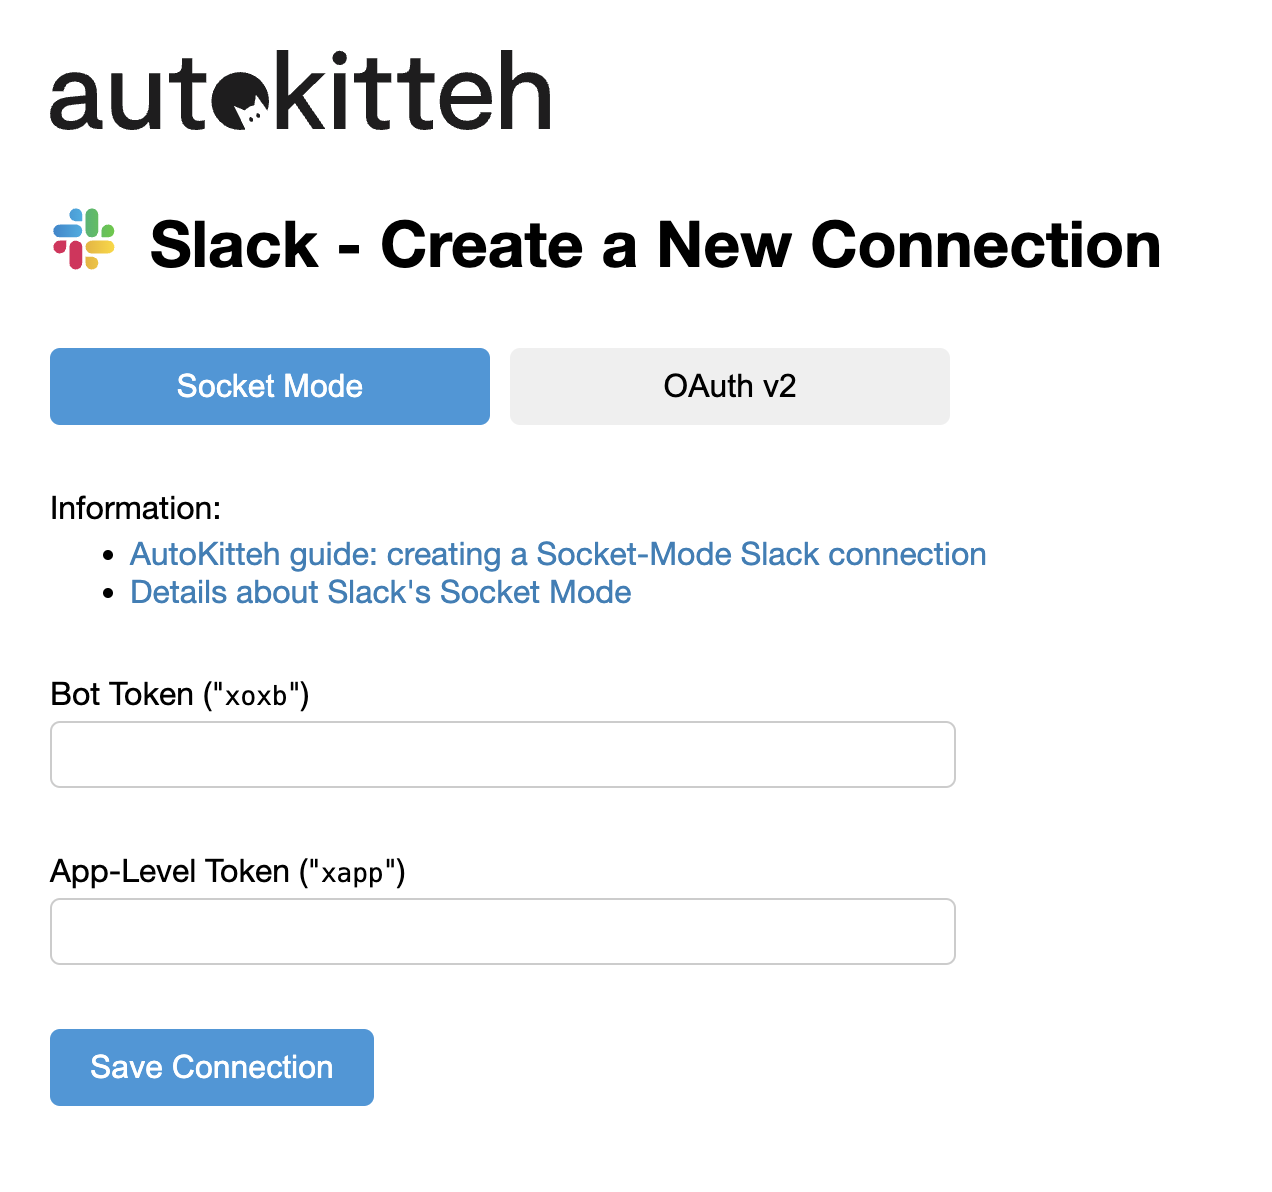 autokitteh
Slack - Create a New Connection
Socket Mode
OAuth v2
Information:
• AutoKitteh guide: creating a Socket-Mode Slack connection
• Details about Slack's Socket Mode
Bot Token ("xoxb")
App-Level Token ("xapp")
Save Connection